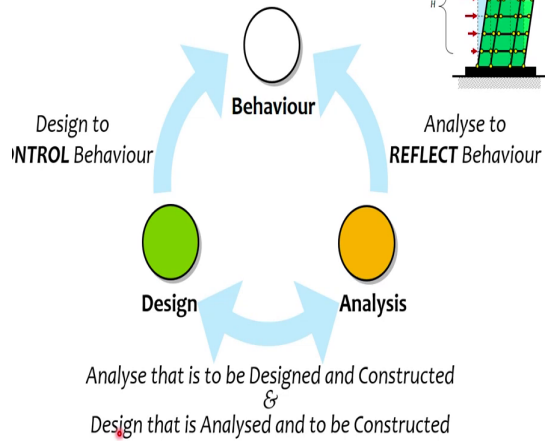 H
Behaviour
Design to
NTROL Behaviour
Analyse to
REFLECT Behaviour
Design
Analysis
Analyse that is to be Designed and Constructed
&
Design that is Analysed and to be Constructed